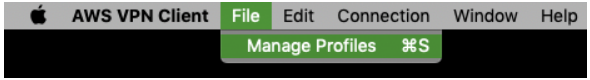 AWS VPN Client File Edit Connection Window Help
Manage Profiles ⌘S